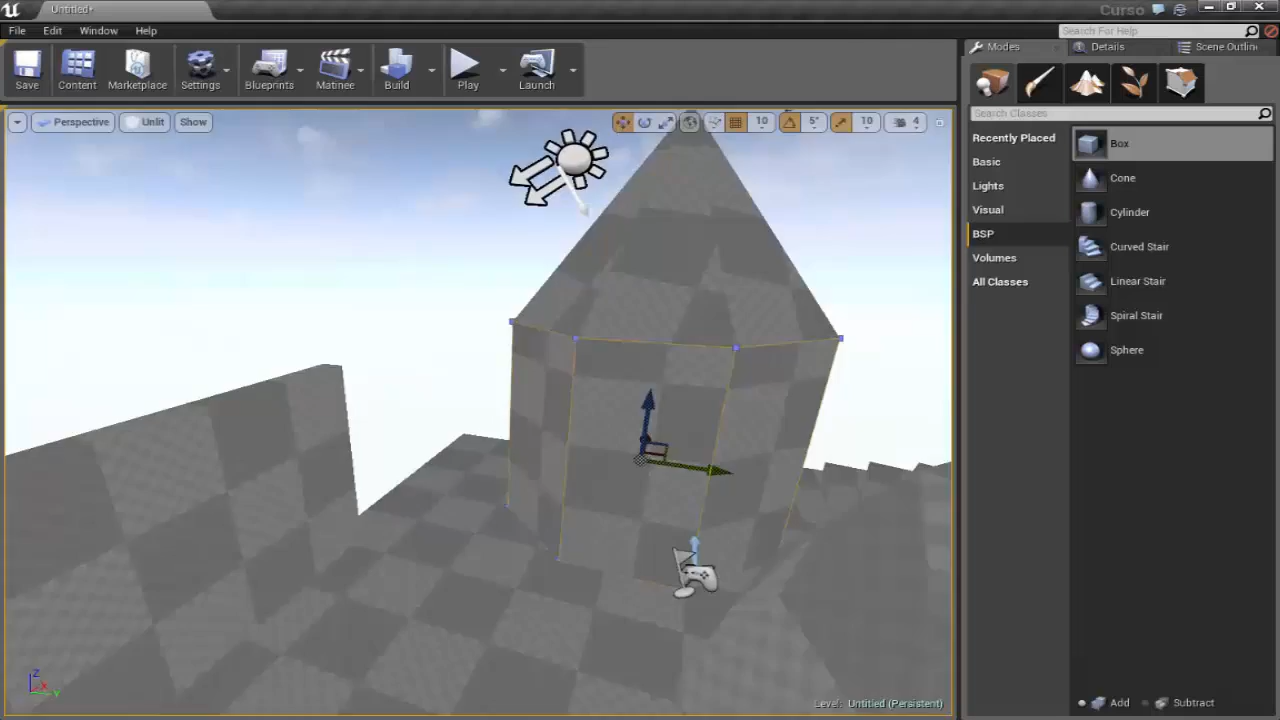 Untitled*
Curso
File Edit Window Help
Search For Help
Save Content Marketplace Settings Blueprints Matinee Build Play Launch
Modes Details Scene Outlin
Perspective Unlit Show
10 5° 10 4
Search Classes
Recently Placed
Basic
Lights
Visual
BSP
Volumes
All Classes
Box
Cone
Cylinder
Curved Stair
Linear Stair
Spiral Stair
Sphere
Z
X
Y
Level: Untitled (Persistent)
Add Subtract